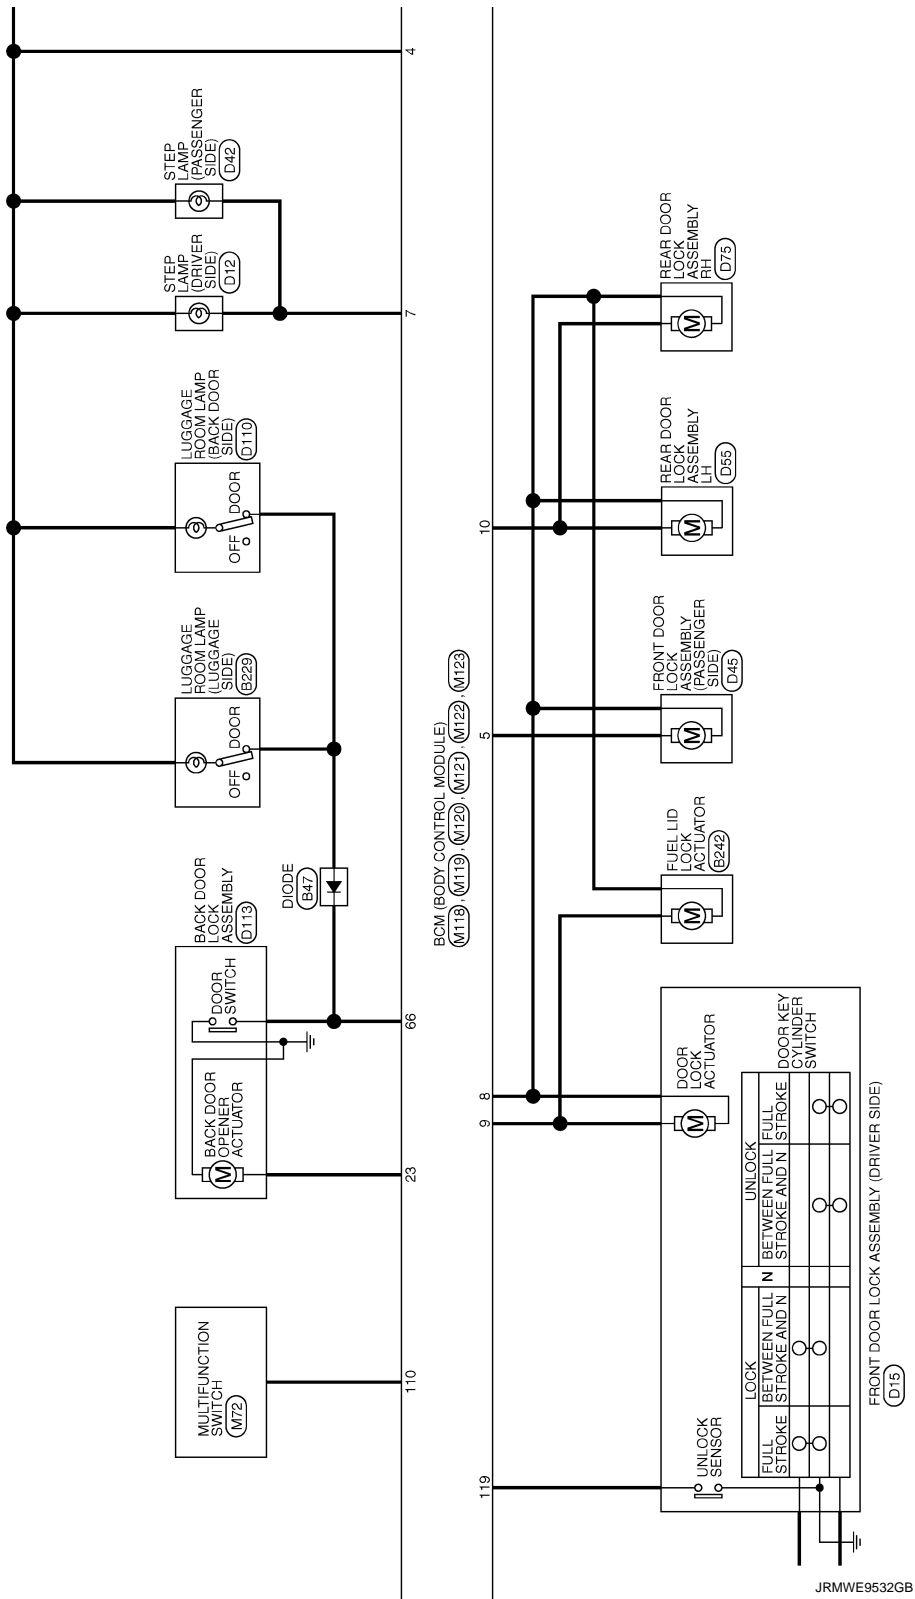 MULTIFUNCTION
SWITCH
M72
110
BACK DOOR
LOCK
ASSEMBLY
D113
BACK DOOR
OPENER
ACTUATOR
M
DOOR
SWITCH
23
66
DIODE
B47
LUGGAGE
ROOM LAMP
(LUGGAGE
SIDE)
B229
OFF
DOOR
LUGGAGE
ROOM LAMP
(BACK DOOR
SIDE)
D110
OFF
DOOR
STEP
LAMP
(DRIVER
SIDE)
D12
7
STEP
LAMP
(PASSENGER
SIDE)
D42
4
BCM (BODY CONTROL MODULE)
M118 , M119 , M120 , M121 , M122 , M123
119
9
8
5
10
UNLOCK
SENSOR
DOOR
LOCK
ACTUATOR
M
LOCK
N
UNLOCK
FULL
STROKE
BETWEEN FULL
STROKE AND N
BETWEEN FULL
STROKE AND N
FULL
STROKE
DOOR KEY
CYLINDER
SWITCH
FRONT DOOR LOCK ASSEMBLY (DRIVER SIDE)
D15
FUEL LID
LOCK
ACTUATOR
B242
M
FRONT DOOR
LOCK
ASSEMBLY
(PASSENGER
SIDE)
D45
M
REAR DOOR
LOCK
ASSEMBLY
LH
D55
M
REAR DOOR
LOCK
ASSEMBLY
RH
D75
M
JRMWE9532GB